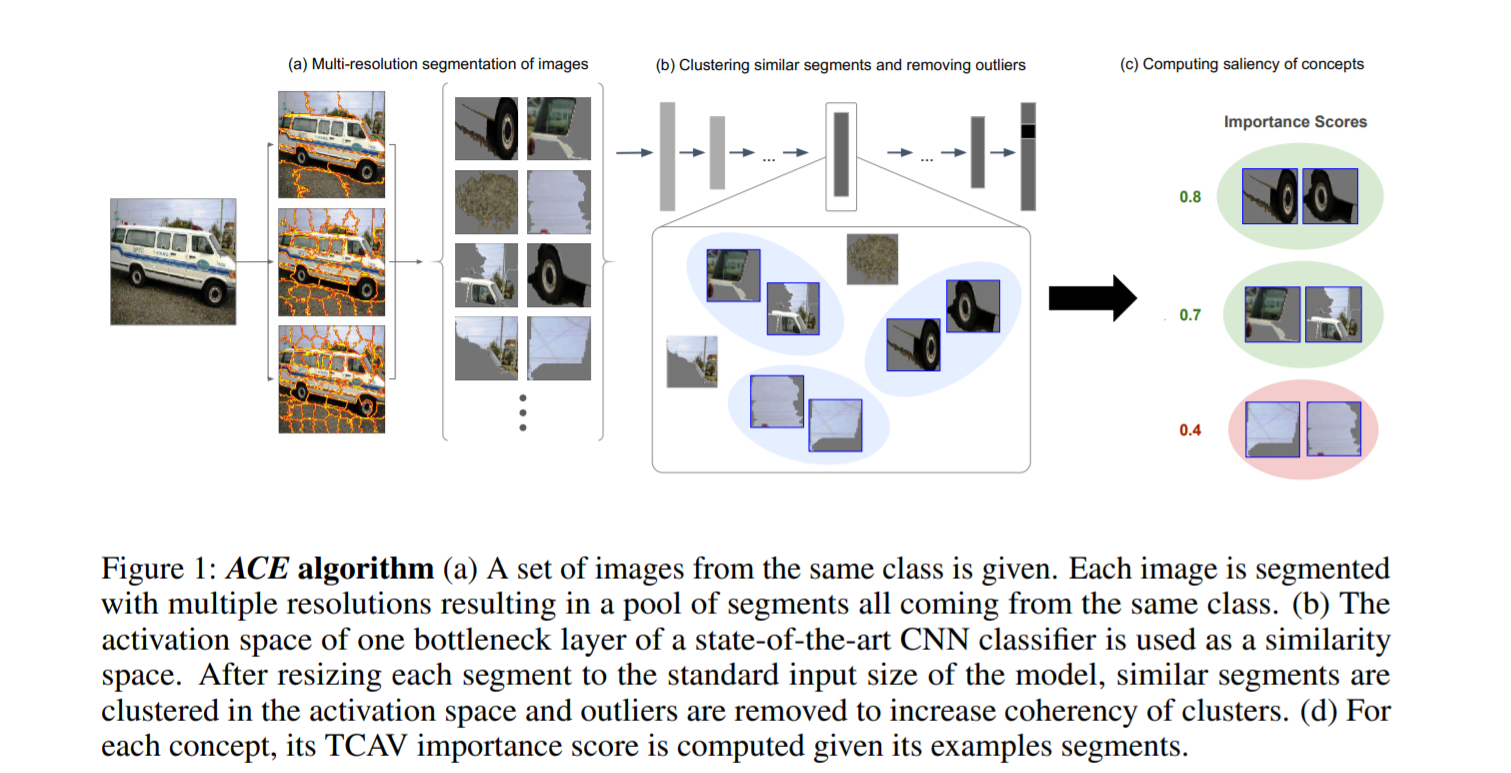 (a) Multi-resolution segmentation of images
(b) Clustering similar segments and removing outliers
(c) Computing saliency of concepts
...
...
Importance Scores
0.8
0.7
0.4
Figure 1: ACE algorithm (a) A set of images from the same class is given. Each image is segmented
with multiple resolutions resulting in a pool of segments all coming from the same class. (b) The
activation space of one bottleneck layer of a state-of-the-art CNN classifier is used as a similarity
space. After resizing each segment to the standard input size of the model, similar segments are
clustered in the activation space and outliers are removed to increase coherency of clusters. (d) For
each concept, its TCAV importance score is computed given its examples segments.